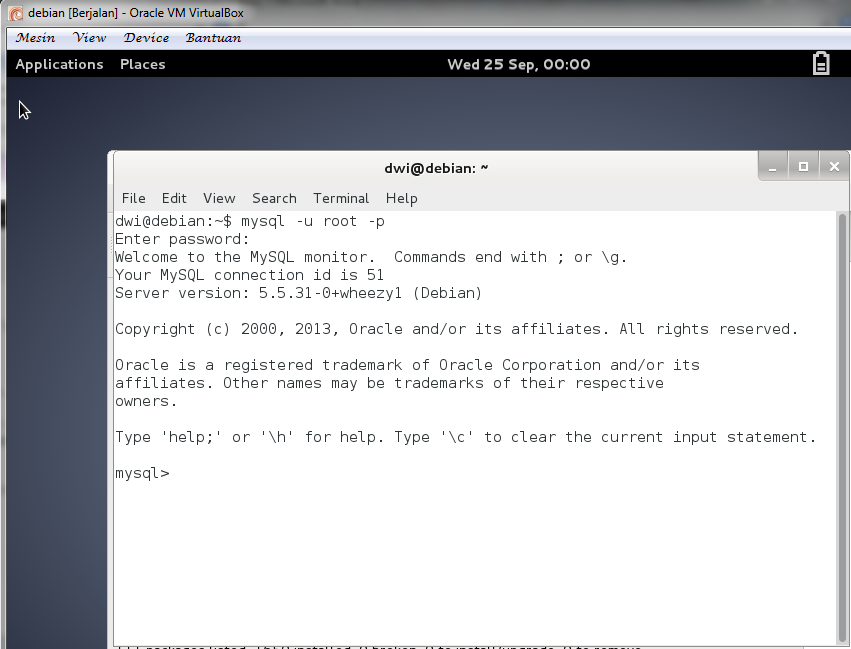 debian [Berjalan] - Oracle VM VirtualBox
Mesin View Device Bantuan
Applications Places Wed 25 Sep, 00:00
dwi@debian: ~
File Edit View Search Terminal Help
dwi@debian:~$ mysql -u root -p
Enter password:
Welcome to the MySQL monitor.  Commands end with ; or \g.
Your MySQL connection id is 51
Server version: 5.5.31-0+wheezy1 (Debian)
Copyright (c) 2000, 2013, Oracle and/or its affiliates. All rights reserved.
Oracle is a registered trademark of Oracle Corporation and/or its
affiliates. Other names may be trademarks of their respective
owners.
Type 'help;' or '\h' for help. Type '\c' to clear the current input statement.
mysql>